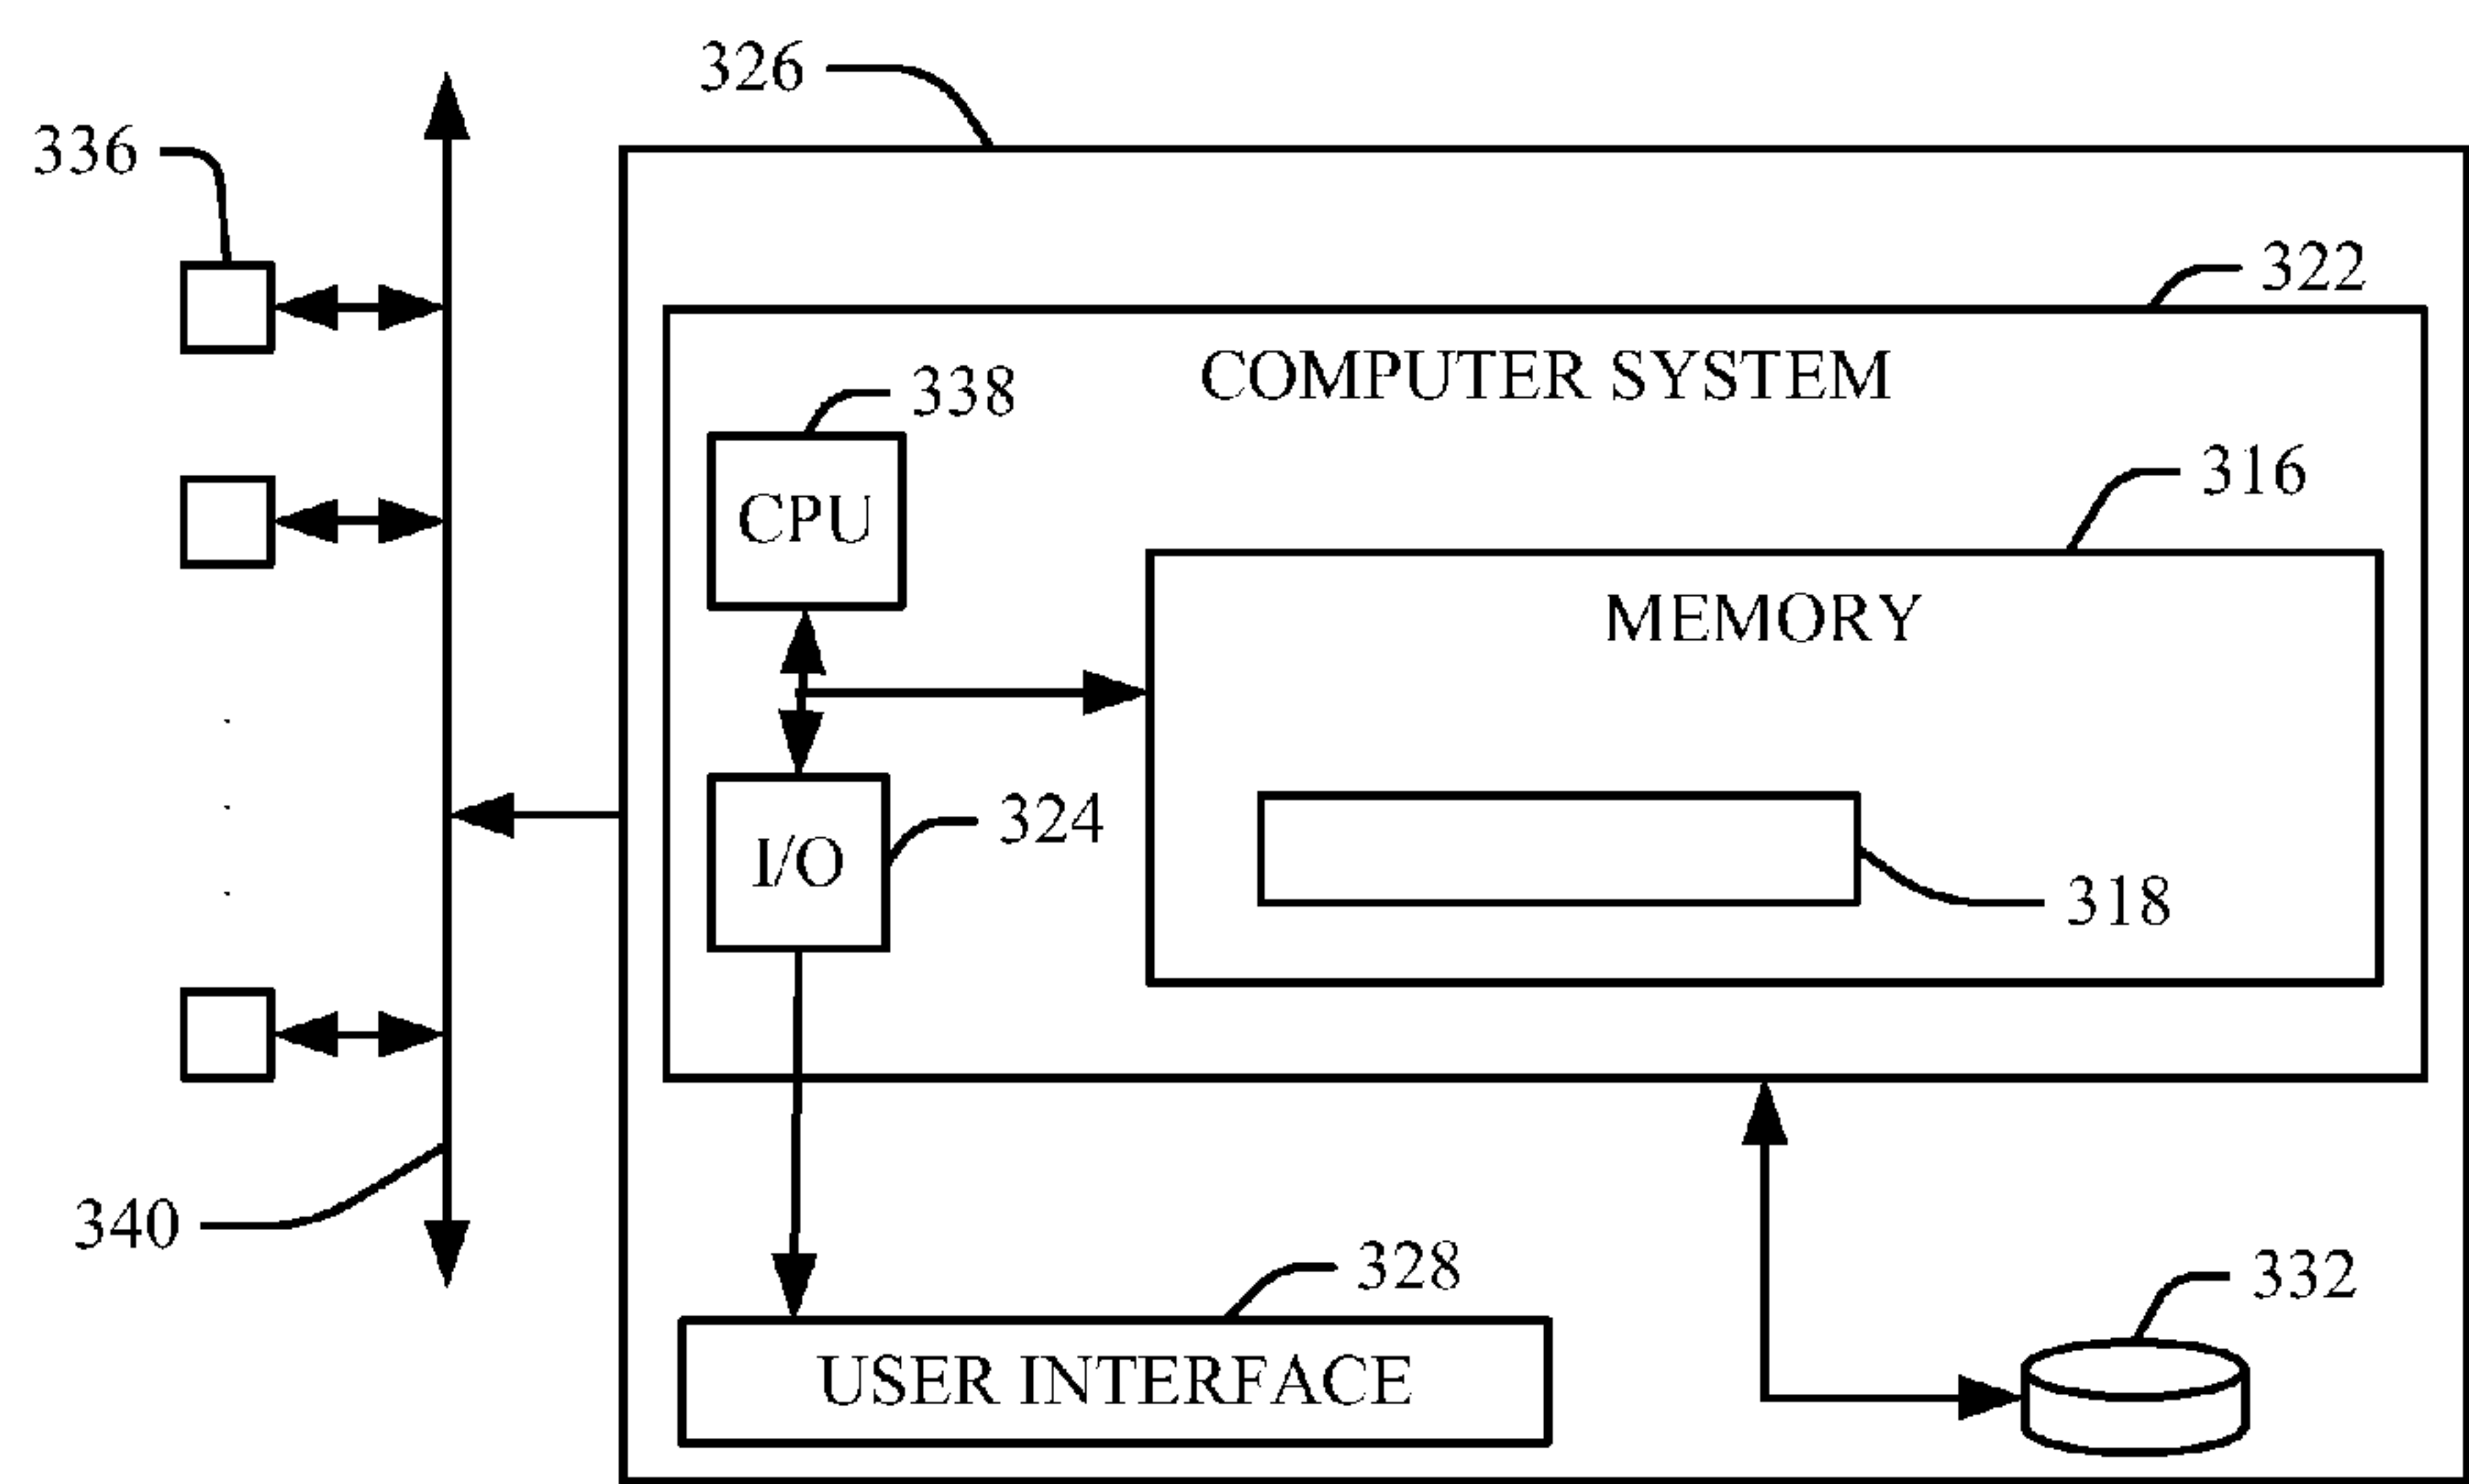 326
336
322
COMPUTER SYSTEM
338
316
CPU
MEMORY
324
I/O
318
340
328
332
USER INTERFACE